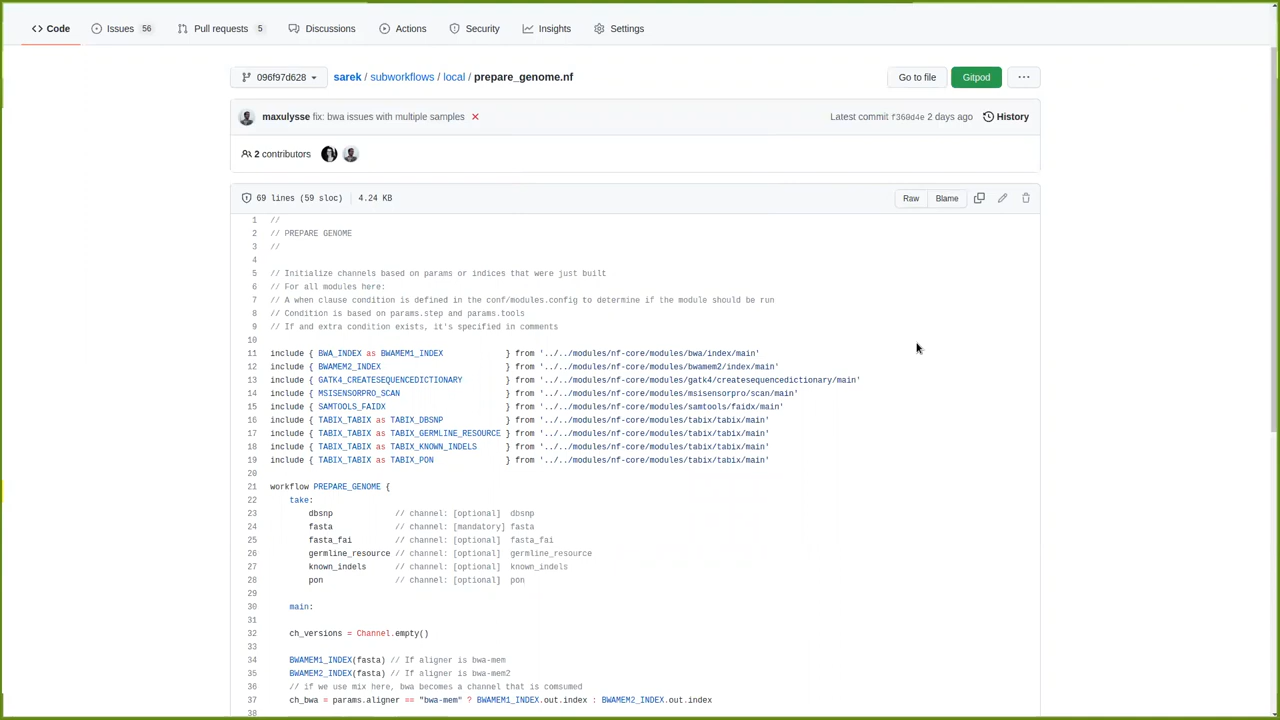 Code Issues 56 Pull requests 5 Discussions Actions Security Insights Settings
096f97d628 sarek / subworkflows / local / prepare_genome.nf Go to file Gitpod ...
maxulysse fix: bwa issues with multiple samples Latest commit f360d4e 2 days ago History
2 contributors
69 lines (59 sloc) 4.24 KB Raw Blame
1 //
2 // PREPARE GENOME
3 //
4
5 // Initialize channels based on params or indices that were just built
6 // For all modules here:
7 // A when clause condition is defined in the conf/modules.config to determine if the module should be run
8 // Condition is based on params.step and params.tools
9 // If and extra condition exists, it's specified in comments
10
11 include { BWA_INDEX as BWAMEM1_INDEX } from '../../modules/nf-core/modules/bwa/index/main'
12 include { BWAMEM2_INDEX } from '../../modules/nf-core/modules/bwamem2/index/main'
13 include { GATK4_CREATESEQUENCEDICTIONARY } from '../../modules/nf-core/modules/gatk4/createsequencedictionary/main'
14 include { MSISENSORPRO_SCAN } from '../../modules/nf-core/modules/msisensorpro/scan/main'
15 include { SAMTOOLS_FAIDX } from '../../modules/nf-core/modules/samtools/faidx/main'
16 include { TABIX_TABIX as TABIX_DBSNP } from '../../modules/nf-core/modules/tabix/tabix/main'
17 include { TABIX_TABIX as TABIX_GERMLINE_RESOURCE } from '../../modules/nf-core/modules/tabix/tabix/main'
18 include { TABIX_TABIX as TABIX_KNOWN_INDELS } from '../../modules/nf-core/modules/tabix/tabix/main'
19 include { TABIX_TABIX as TABIX_PON } from '../../modules/nf-core/modules/tabix/tabix/main'
20
21 workflow PREPARE_GENOME {
22 take:
23 dbsnp // channel: [optional] dbsnp
24 fasta // channel: [mandatory] fasta
25 fasta_fai // channel: [optional] fasta_fai
26 germline_resource // channel: [optional] germline_resource
27 known_indels // channel: [optional] known_indels
28 pon // channel: [optional] pon
29
30 main:
31
32 ch_versions = Channel.empty()
33
34 BWAMEM1_INDEX(fasta) // If aligner is bwa-mem
35 BWAMEM2_INDEX(fasta) // If aligner is bwa-mem2
36 // if we use mix here, bwa becomes a channel that is comsumed
37 ch_bwa = params.aligner == "bwa-mem" ? BWAMEM1_INDEX.out.index : BWAMEM2_INDEX.out.index
38